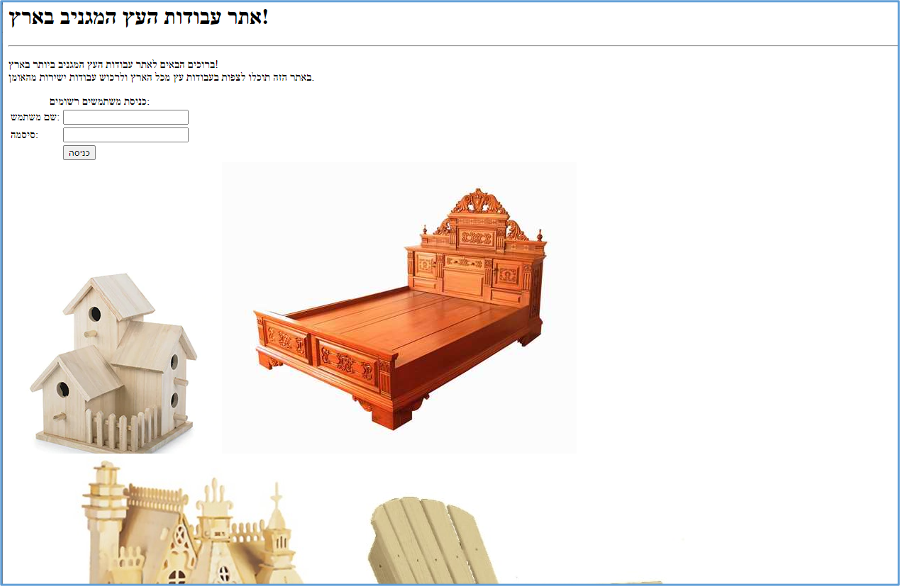 אתר עבודות העץ המגניב בארץ!
ברוכים הבאים לאתר עבודות העץ המגניב ביותר בארץ!
באתר הזה תיכלו לצפות בעבודות עץ מכל הארץ ולרכוש עבודות ישירות מהאומן.
כניסת משתמשים רשומים:
שם משתמש:
סיסמה:
כניסה